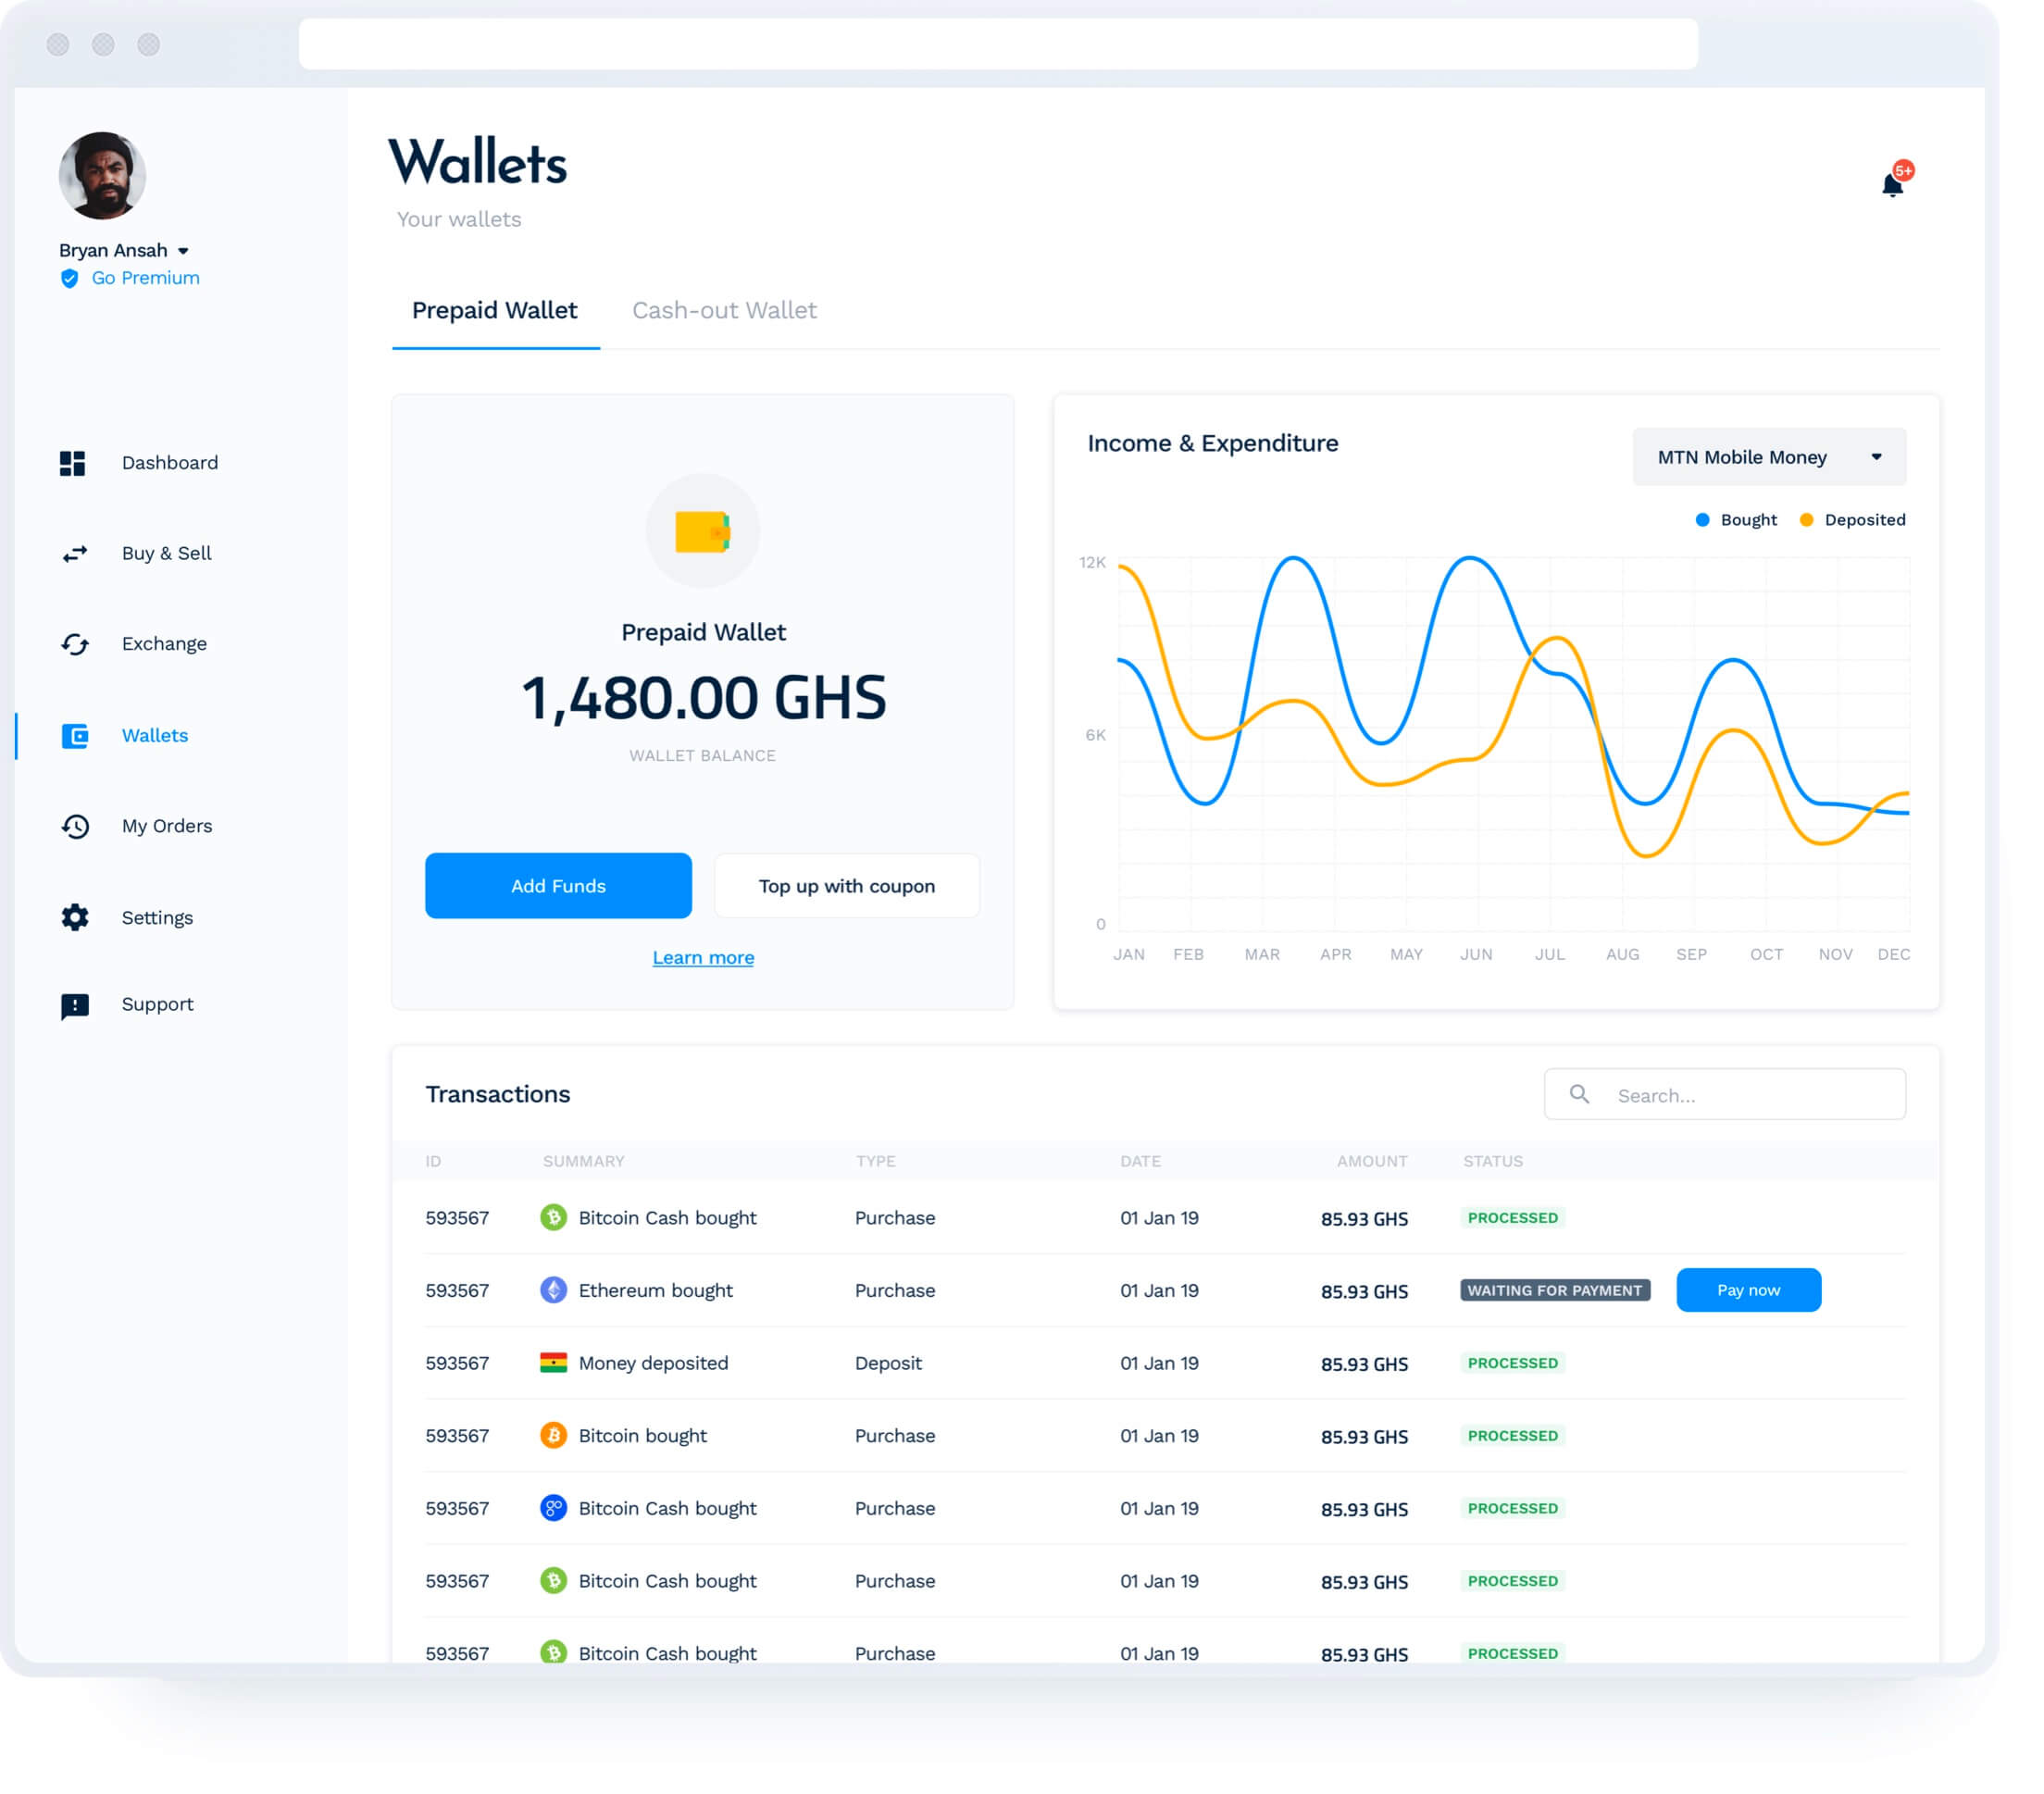 Wallets
5+
Your wallets
Bryan Ansah
Go Premium
Prepaid Wallet Cash-out Wallet
Dashboard
Buy & Sell
Exchange
Wallets
My Orders
Settings
Support
Prepaid Wallet
1,480.00 GHS
WALLET BALANCE
Add Funds Top up with coupon
Learn more
Income & Expenditure
MTN Mobile Money
Bought Deposited
12K
6K
0
JAN FEB MAR APR MAY JUN JUL AUG SEP OCT NOV DEC
Transactions
Search...
ID SUMMARY TYPE DATE AMOUNT STATUS
593567 Bitcoin Cash bought Purchase 01 Jan 19 85.93 GHS PROCESSED
593567 Ethereum bought Purchase 01 Jan 19 85.93 GHS WAITING FOR PAYMENT Pay now
593567 Money deposited Deposit 01 Jan 19 85.93 GHS PROCESSED
593567 Bitcoin bought Purchase 01 Jan 19 85.93 GHS PROCESSED
593567 Bitcoin Cash bought Purchase 01 Jan 19 85.93 GHS PROCESSED
593567 Bitcoin Cash bought Purchase 01 Jan 19 85.93 GHS PROCESSED
593567 Bitcoin Cash bought Purchase 01 Jan 19 85.93 GHS PROCESSED